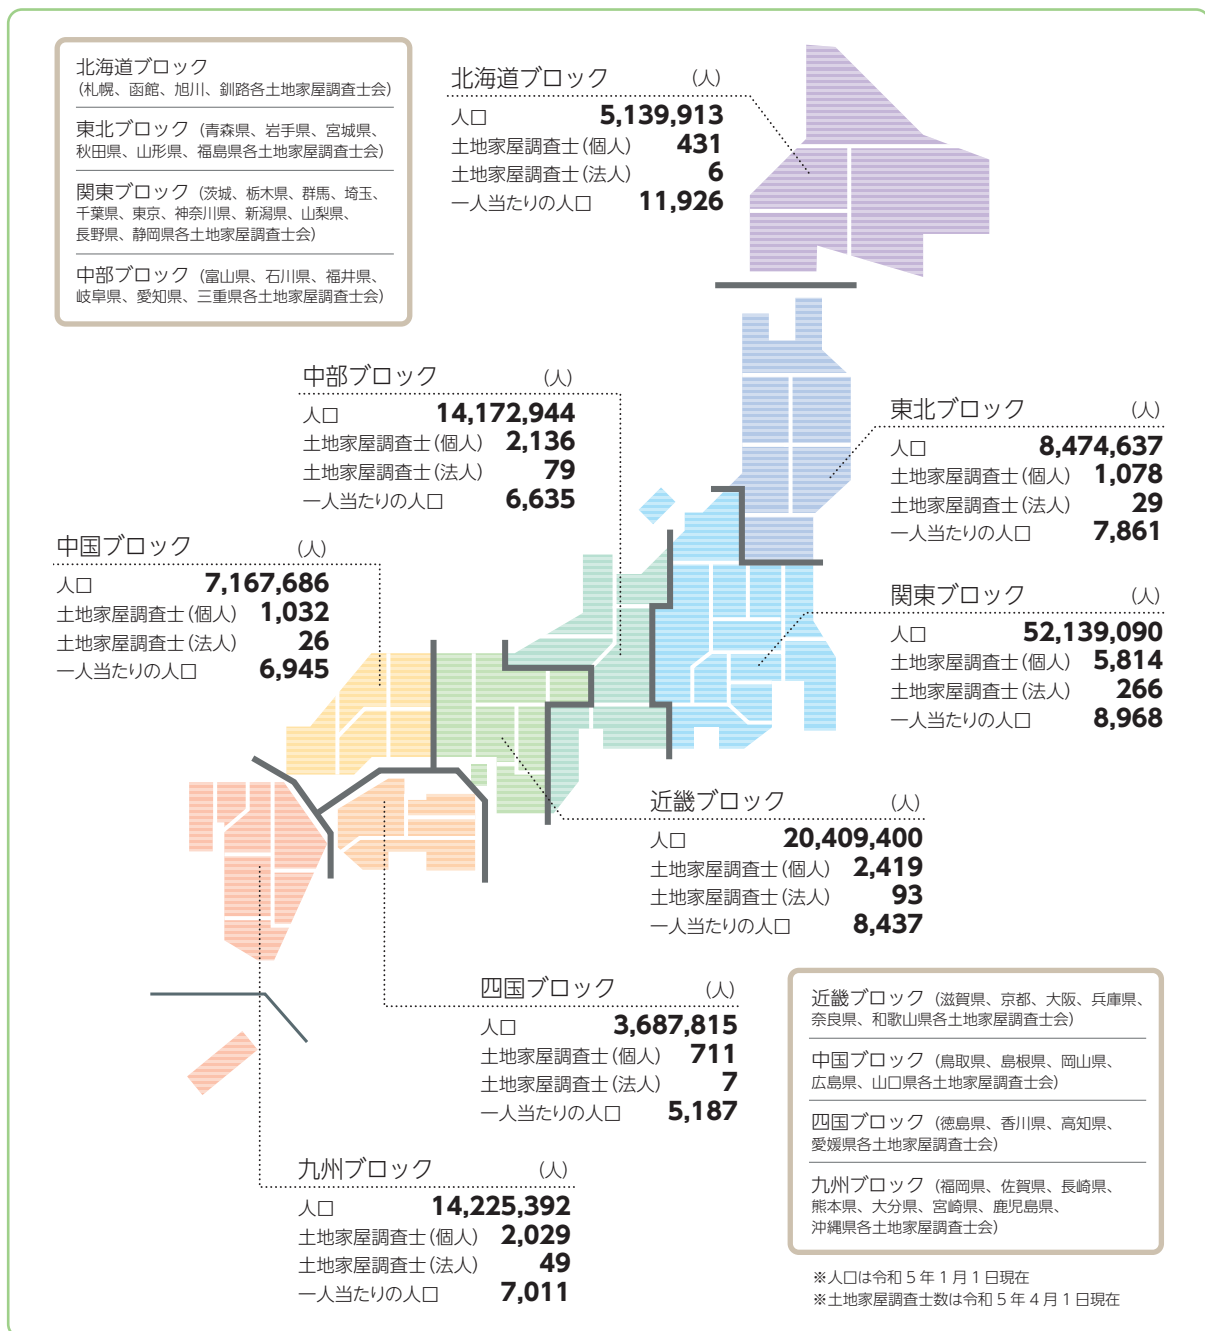 北海道ブロック
(札幌、函館、旭川、釧路各土地家屋調査士会)
東北ブロック (青森県、岩手県、宮城県、
秋田県、山形県、福島県各土地家屋調査士会)
関東ブロック (茨城、栃木県、群馬、埼玉、
千葉県、東京、神奈川県、新潟県、山梨県、
長野県、静岡県各土地家屋調査士会)
中部ブロック (富山県、石川県、福井県、
岐阜県、愛知県、三重県各土地家屋調査士会)
北海道ブロック (人)
人口 5,139,913
土地家屋調査士(個人) 431
土地家屋調査士(法人) 6
一人当たりの人口 11,926
中部ブロック (人)
人口 14,172,944
土地家屋調査士(個人) 2,136
土地家屋調査士(法人) 79
一人当たりの人口 6,635
東北ブロック (人)
人口 8,474,637
土地家屋調査士(個人) 1,078
土地家屋調査士(法人) 29
一人当たりの人口 7,861
中国ブロック (人)
人口 7,167,686
土地家屋調査士(個人) 1,032
土地家屋調査士(法人) 26
一人当たりの人口 6,945
関東ブロック (人)
人口 52,139,090
土地家屋調査士(個人) 5,814
土地家屋調査士(法人) 266
一人当たりの人口 8,968
近畿ブロック (人)
人口 20,409,400
土地家屋調査士(個人) 2,419
土地家屋調査士(法人) 93
一人当たりの人口 8,437
四国ブロック (人)
人口 3,687,815
土地家屋調査士(個人) 711
土地家屋調査士(法人) 7
一人当たりの人口 5,187
九州ブロック (人)
人口 14,225,392
土地家屋調査士(個人) 2,029
土地家屋調査士(法人) 49
一人当たりの人口 7,011
近畿ブロック (滋賀県、京都、大阪、兵庫県、
奈良県、和歌山県各土地家屋調査士会)
中国ブロック (鳥取県、島根県、岡山県、
広島県、山口県各土地家屋調査士会)
四国ブロック (徳島県、香川県、高知県、
愛媛県各土地家屋調査士会)
九州ブロック (福岡県、佐賀県、長崎県、
熊本県、大分県、宮崎県、鹿児島県、
沖縄県各土地家屋調査士会)
※人口は令和5年1月1日現在
※土地家屋調査士数は令和5年4月1日現在